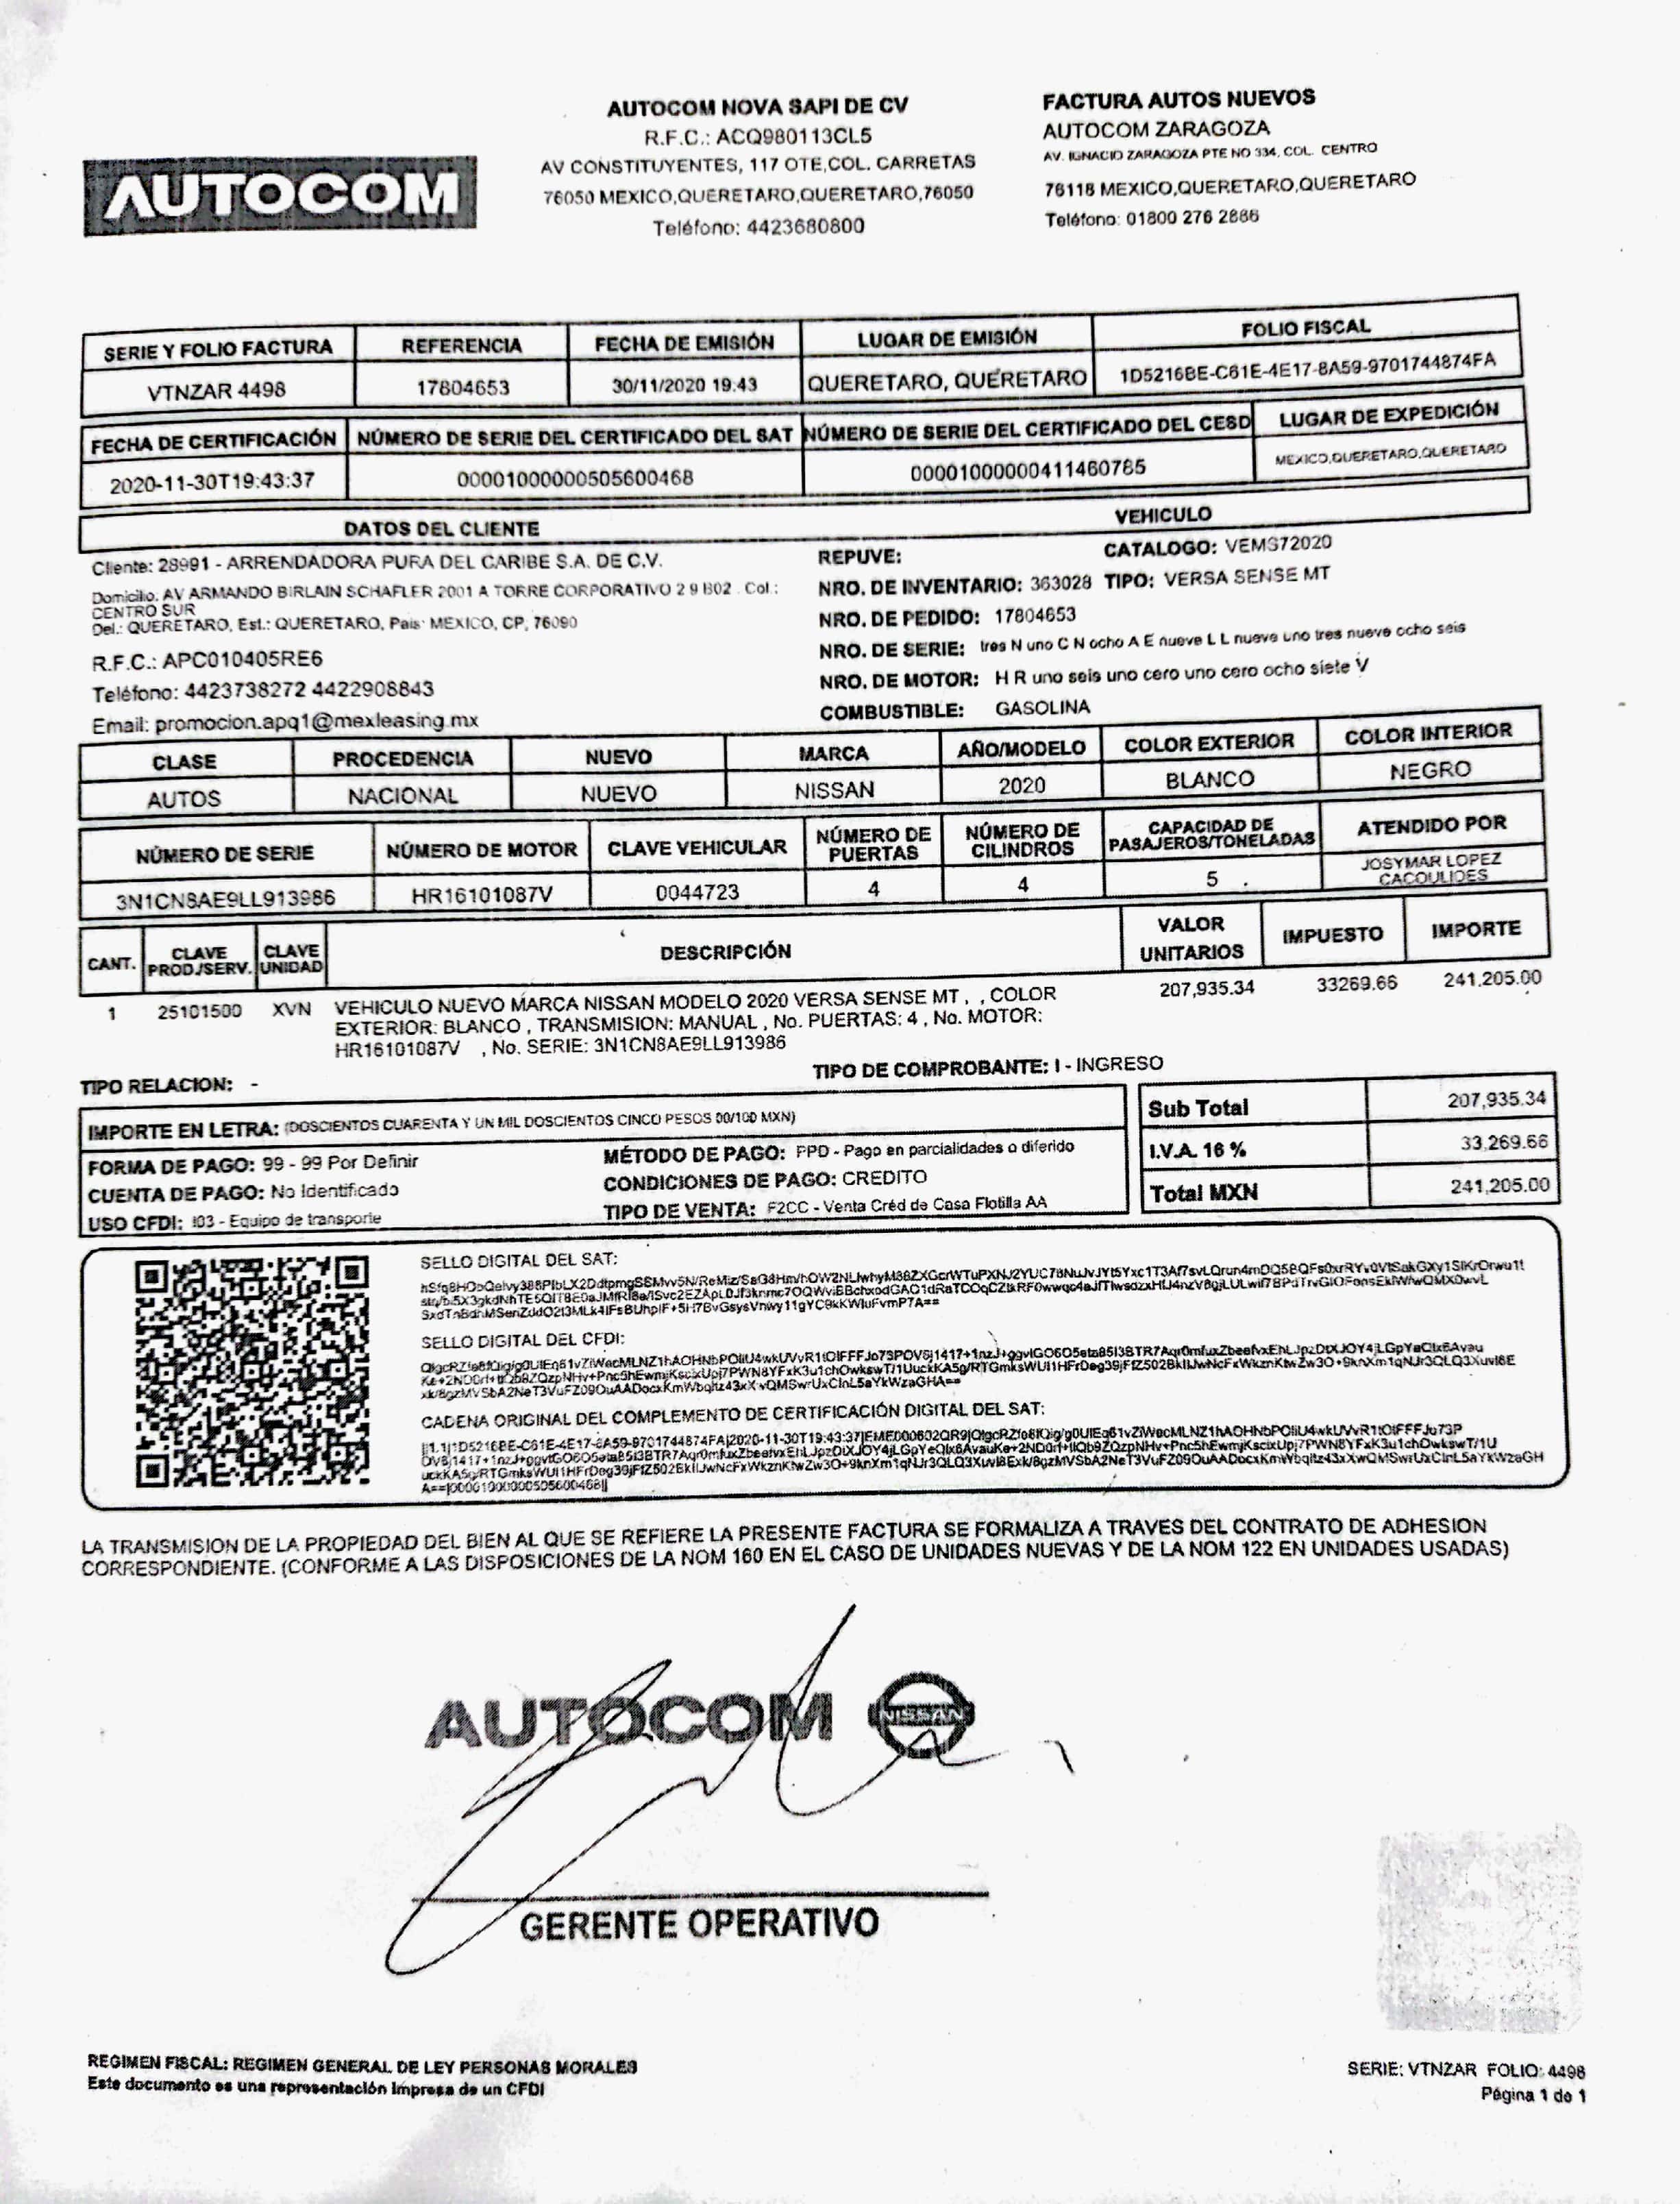 AUTOCOM
AUTOCOM NOVA SAPI DE CV
R.F.C.: ACQ980113CL5
AV CONSTITUYENTES, 117 OTE,COL. CARRETAS
76050 MEXICO,QUERETARO,QUERETARO,76050
Teléfono: 4423680800
FACTURA AUTOS NUEVOS
AUTOCOM ZARAGOZA
AV. IGNACIO ZARAGOZA PTE NO 334, COL. CENTRO
76118 MEXICO,QUERETARO,QUERETARO
Teléfono: 01800 276 2886
SERIE Y FOLIO FACTURA REFERENCIA FECHA DE EMISIÓN LUGAR DE EMISIÓN FOLIO FISCAL
VTNZAR 4498 17804653 30/11/2020 19:43 QUERETARO, QUERETARO 1D5216BE-C61E-4E17-8A59-9701744874FA
FECHA DE CERTIFICACIÓN NÚMERO DE SERIE DEL CERTIFICADO DEL SAT NÚMERO DE SERIE DEL CERTIFICADO DEL CESD LUGAR DE EXPEDICIÓN
2020-11-30T19:43:37 00001000000505600468 00001000000411460785 MEXICO,QUERETARO,QUERETARO
DATOS DEL CLIENTE
Cliente: 28991 - ARRENDADORA PURA DEL CARIBE S.A. DE C.V.
Domicilio. AV ARMANDO BIRLAIN SCHAFLER 2001 A TORRE CORPORATIVO 2 9 B02 . Col.:
CENTRO SUR
Del.: QUERETARO, Est.: QUERETARO, Pais: MEXICO, CP, 76090
R.F.C.: APC010405RE6
Teléfono: 4423738272 4422908843
Email: promocion.apq1@mexleasing.mx
VEHICULO
REPUVE: CATALOGO: VEMS72020
NRO. DE INVENTARIO: 363028 TIPO: VERSA SENSE MT
NRO. DE PEDIDO: 17804653
NRO. DE SERIE: tres N uno C N ocho A E nueve L L nueve uno tres nueve ocho seis
NRO. DE MOTOR: H R uno seis uno cero uno cero ocho siete V
COMBUSTIBLE: GASOLINA
CLASE PROCEDENCIA NUEVO MARCA AÑO/MODELO COLOR EXTERIOR COLOR INTERIOR
AUTOS NACIONAL NUEVO NISSAN 2020 BLANCO NEGRO
NÚMERO DE SERIE NÚMERO DE MOTOR CLAVE VEHICULAR NÚMERO DE PUERTAS NÚMERO DE CILINDROS CAPACIDAD DE PASAJEROS/TONELADAS ATENDIDO POR
3N1CN8AE9LL913986 HR16101087V 0044723 4 4 5 JOSYMAR LOPEZ CACOULIDES
CANT. CLAVE PROD./SERV. CLAVE UNIDAD DESCRIPCIÓN VALOR UNITARIOS IMPUESTO IMPORTE
1 25101500 XVN VEHICULO NUEVO MARCA NISSAN MODELO 2020 VERSA SENSE MT , , COLOR 207,935.34 33269.66 241,205.00
EXTERIOR: BLANCO , TRANSMISION: MANUAL , No. PUERTAS: 4 , No. MOTOR:
HR16101087V , No. SERIE: 3N1CN8AE9LL913986
TIPO RELACION: - TIPO DE COMPROBANTE: I - INGRESO
IMPORTE EN LETRA: (DOSCIENTOS CUARENTA Y UN MIL DOSCIENTOS CINCO PESOS 00/100 MXN)
FORMA DE PAGO: 99 - 99 Por Definir MÉTODO DE PAGO: PPD - Pago en parcialidades o diferido
CUENTA DE PAGO: No Identificado CONDICIONES DE PAGO: CREDITO
USO CFDI: I03 - Equipo de transporte TIPO DE VENTA: F2CC - Venta Créd de Casa Flotilla AA
Sub Total 207,935.34
I.V.A. 16 % 33,269.66
Total MXN 241,205.00
SELLO DIGITAL DEL SAT:
SELLO DIGITAL DEL CFDI:
CADENA ORIGINAL DEL COMPLEMENTO DE CERTIFICACIÓN DIGITAL DEL SAT:
LA TRANSMISION DE LA PROPIEDAD DEL BIEN AL QUE SE REFIERE LA PRESENTE FACTURA SE FORMALIZA A TRAVES DEL CONTRATO DE ADHESION
CORRESPONDIENTE. (CONFORME A LAS DISPOSICIONES DE LA NOM 160 EN EL CASO DE UNIDADES NUEVAS Y DE LA NOM 122 EN UNIDADES USADAS)
AUTOCOM NISSAN
GERENTE OPERATIVO
REGIMEN FISCAL: REGIMEN GENERAL DE LEY PERSONAS MORALES
Este documento es una representación impresa de un CFDI
SERIE: VTNZAR FOLIO: 4498
Página 1 de 1